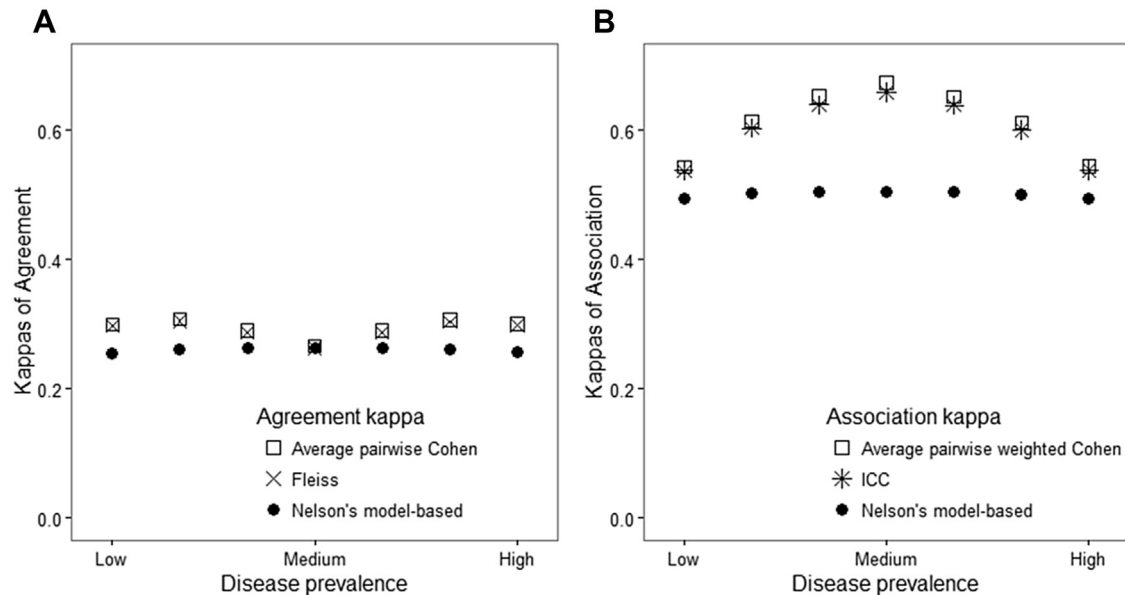 A
Kappas of Agreement
0.6
0.4
0.2
0.0
Agreement kappa
Average pairwise Cohen
Fleiss
Nelson's model-based
Low Medium High
Disease prevalence
B
Kappas of Association
0.6
0.4
0.2
0.0
Association kappa
Average pairwise weighted Cohen
ICC
Nelson's model-based
Low Medium High
Disease prevalence